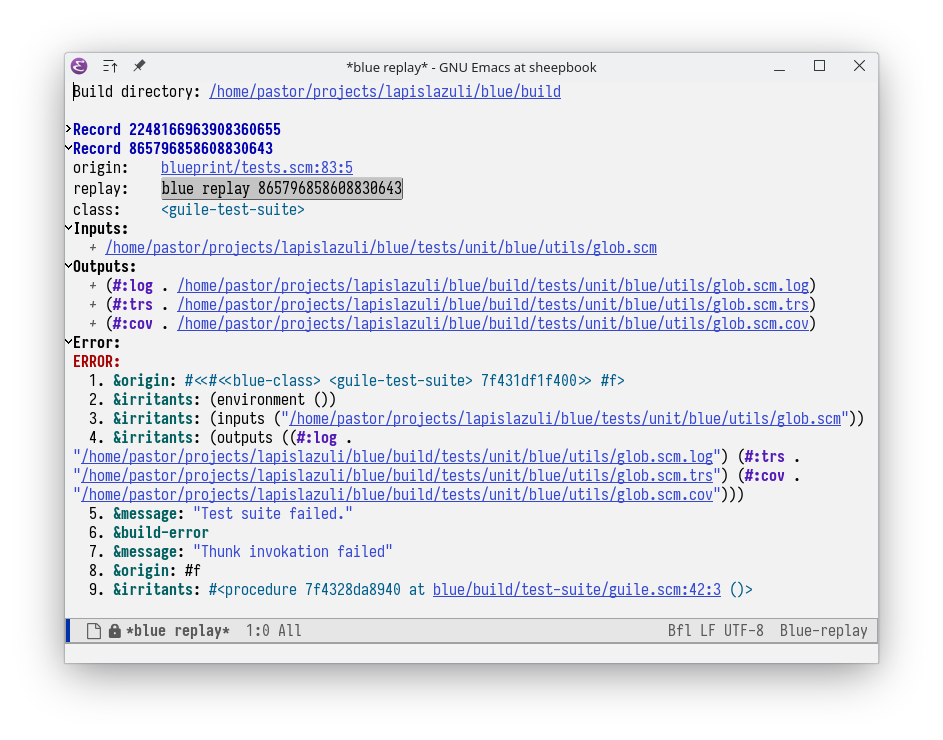 *blue replay* - GNU Emacs at sheepbook
Build directory: /home/pastor/projects/lapislazuli/blue/build
Record 2248166963908360655
Record 865796858608830643
origin: blueprint/tests.scm:83:5
replay: blue replay 865796858608830643
class: <guile-test-suite>
Inputs:
+ /home/pastor/projects/lapislazuli/blue/tests/unit/blue/utils/glob.scm
Outputs:
+ (#:log . /home/pastor/projects/lapislazuli/blue/build/tests/unit/blue/utils/glob.scm.log)
+ (#:trs . /home/pastor/projects/lapislazuli/blue/build/tests/unit/blue/utils/glob.scm.trs)
+ (#:cov . /home/pastor/projects/lapislazuli/blue/build/tests/unit/blue/utils/glob.scm.cov)
Error:
ERROR:
1. &origin: #<<#<<blue-class> <guile-test-suite> 7f431df1f400>> #f>
2. &irritants: (environment ())
3. &irritants: (inputs ("/home/pastor/projects/lapislazuli/blue/tests/unit/blue/utils/glob.scm"))
4. &irritants: (outputs ((#:log .
"/home/pastor/projects/lapislazuli/blue/build/tests/unit/blue/utils/glob.scm.log") (#:trs .
"/home/pastor/projects/lapislazuli/blue/build/tests/unit/blue/utils/glob.scm.trs") (#:cov .
"/home/pastor/projects/lapislazuli/blue/build/tests/unit/blue/utils/glob.scm.cov")))
5. &message: "Test suite failed."
6. &build-error
7. &message: "Thunk invokation failed"
8. &origin: #f
9. &irritants: #<procedure 7f4328da8940 at blue/build/test-suite/guile.scm:42:3 ()>
*blue replay* 1:0 All Bfl LF UTF-8 Blue-replay